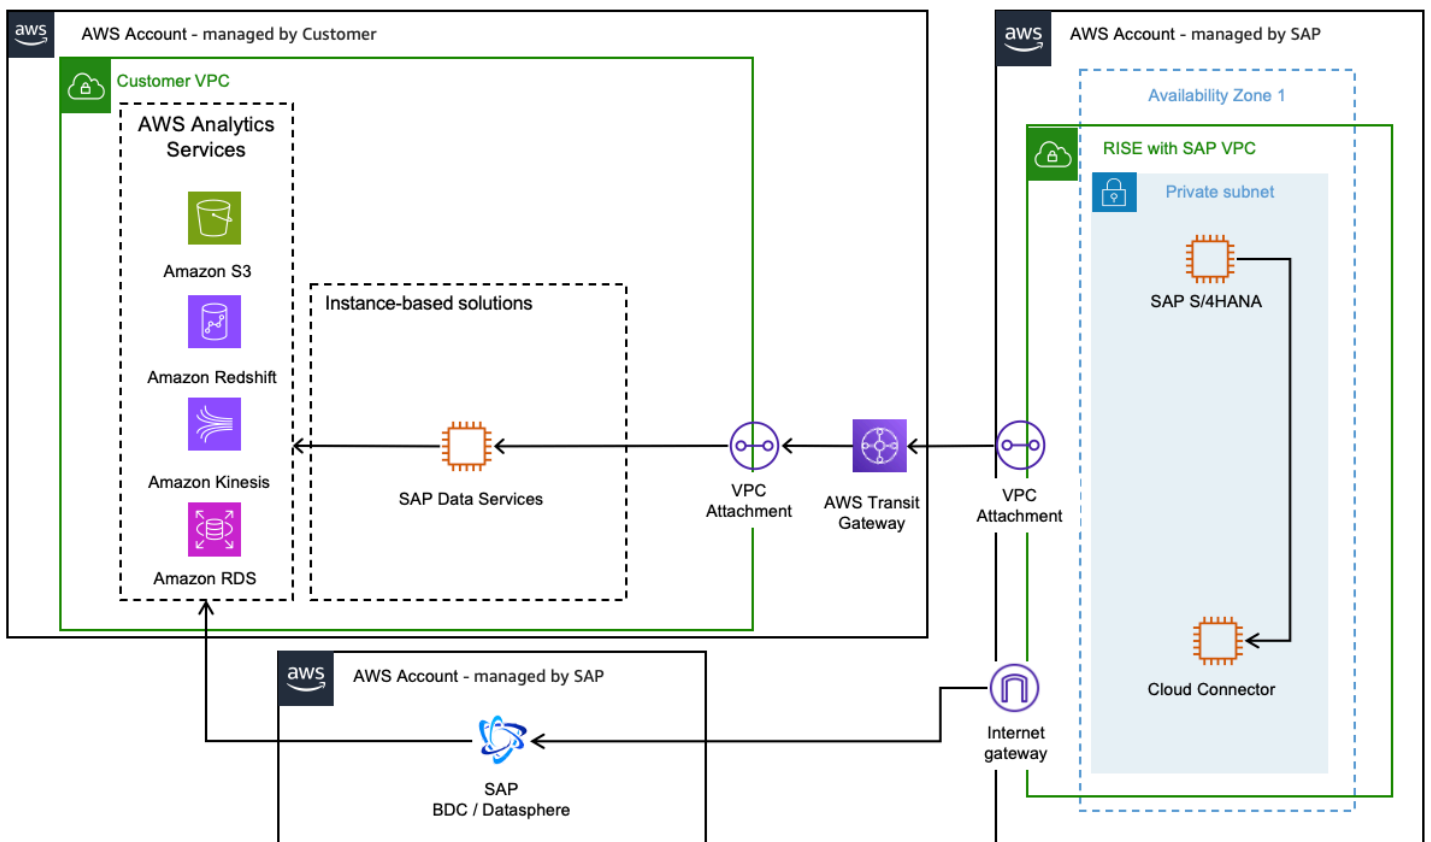 aws
AWS Account - managed by Customer
Customer VPC
AWS Analytics
Services
Amazon S3
Amazon Redshift
Amazon Kinesis
Amazon RDS
Instance-based solutions
SAP Data Services
VPC
Attachment
AWS Transit
Gateway
VPC
Attachment
aws
AWS Account - managed by SAP
Availability Zone 1
RISE with SAP VPC
Private subnet
SAP S/4HANA
Cloud Connector
Internet
gateway
aws
AWS Account - managed by SAP
SAP
BDC / Datasphere